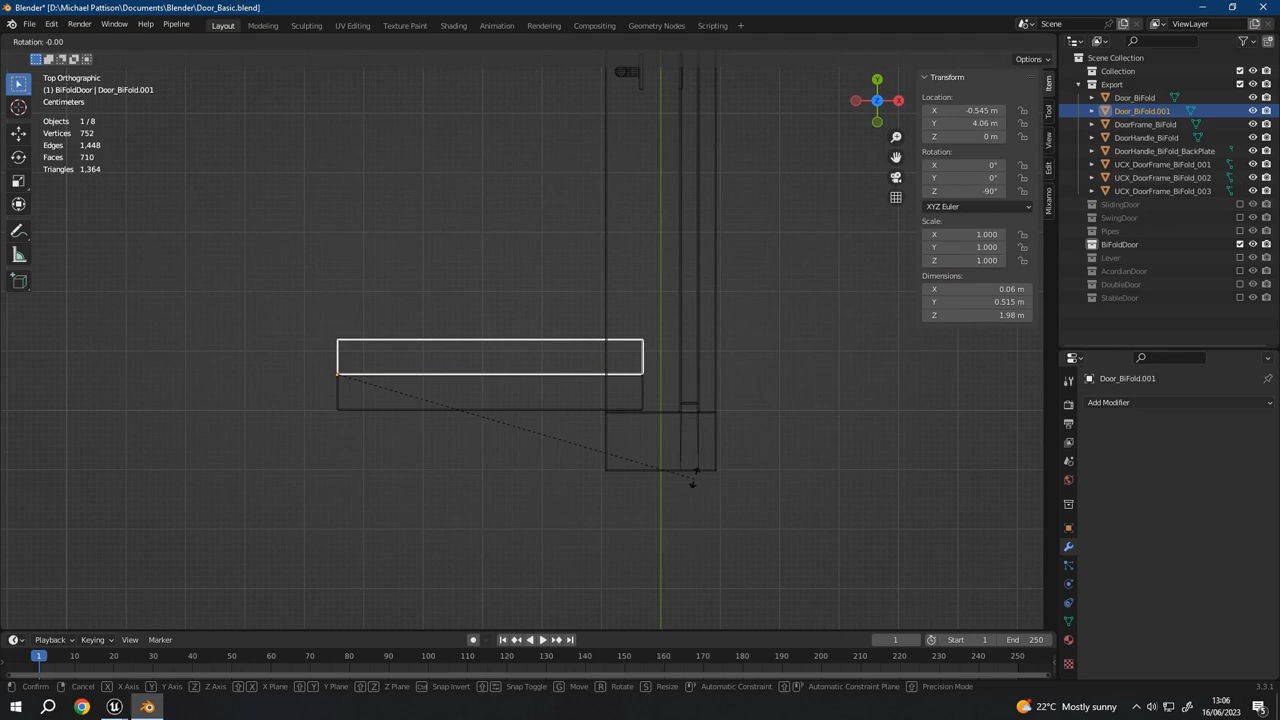 Blender* [D:\Michael Pattison\Documents\Blender\Door_Basic.blend]
File Edit Render Window Help Pipeline Layout Modeling Sculpting UV Editing Texture Paint Shading Animation Rendering Compositing Geometry Nodes Scripting + Scene ViewLayer
Rotation: -0.00
Options
Top Orthographic
(1) BiFoldDoor | Door_BiFold.001
Centimeters
Objects 1 / 8
Vertices 752
Edges 1,448
Faces 710
Triangles 1,364
Y
X
Z
Transform
Location:
X -0.545 m
Y 4.06 m
Z 0 m
Rotation:
X 0°
Y 0°
Z -90°
XYZ Euler
Scale:
X 1.000
Y 1.000
Z 1.000
Dimensions:
X 0.06 m
Y 0.515 m
Z 1.98 m
Item
Tool
View
Edit
Mixamo
Scene Collection
Collection
Export
Door_BiFold
Door_BiFold.001
DoorFrame_BiFold
DoorHandle_BiFold
DoorHandle_BiFold_BackPlate
UCX_DoorFrame_BiFold_001
UCX_DoorFrame_BiFold_002
UCX_DoorFrame_BiFold_003
SlidingDoor
SwingDoor
Pipes
BiFoldDoor
Lever
AcordianDoor
DoubleDoor
StableDoor
Door_BiFold.001
Add Modifier
Playback Keying View Marker 1 Start 1 End 250
1 10 20 30 40 50 60 70 80 90 100 110 120 130 140 150 160 170 180 190 200 210 220 230 240 250
Confirm Cancel X X Axis Y Y Axis Z Z Axis X X Plane Y Y Plane Z Z Plane Ctrl Snap Invert Snap Toggle G Move R Rotate S Resize Automatic Constraint Automatic Constraint Plane Precision Mode 3.3.1
22°C Mostly sunny
13:06
16/06/2023